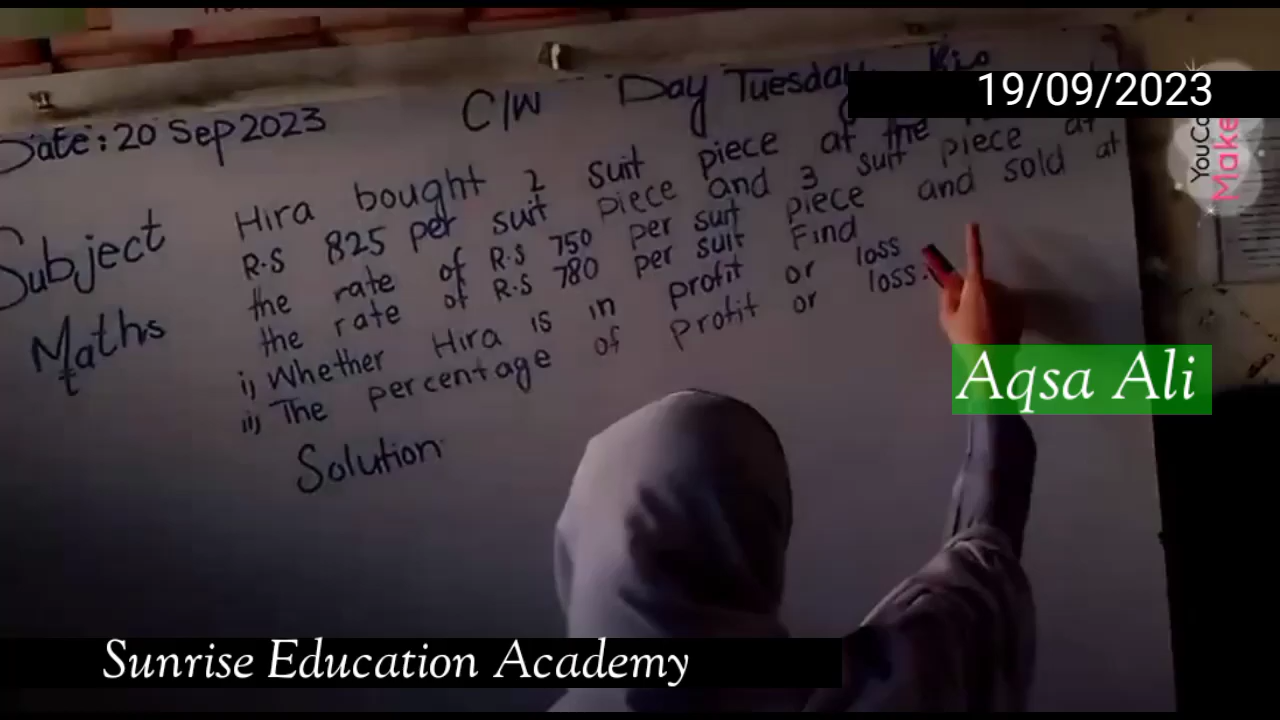 19/09/2023
YouCa
Make
Date: 20 Sep 2023 C/W Day Tuesday
Subject
Maths
Hira bought 2 suit piece at the
R.S 825 per suit piece and 3 suit piece at
the rate of R.S 750 per suit piece and sold at
the rate of R.S 780 per suit Find
i) Whether Hira is in profit or loss
ii) The percentage of profit or loss.
Solution
Aqsa Ali
Sunrise Education Academy